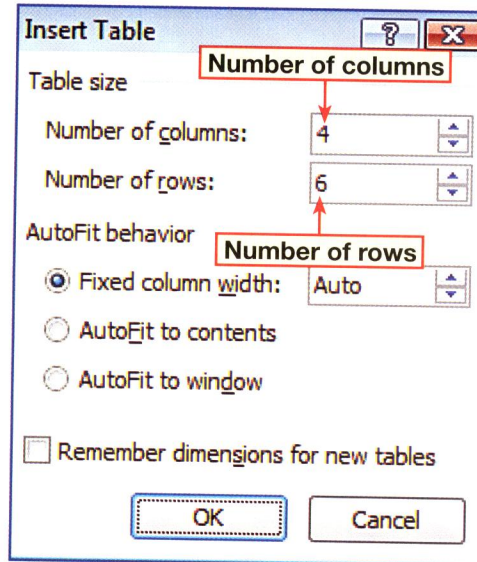 Insert Table
Number of columns
Table size
Number of columns: 4
Number of rows: 6
AutoFit behavior
Number of rows
Fixed column width: Auto
AutoFit to contents
AutoFit to window
Remember dimensions for new tables
OK Cancel